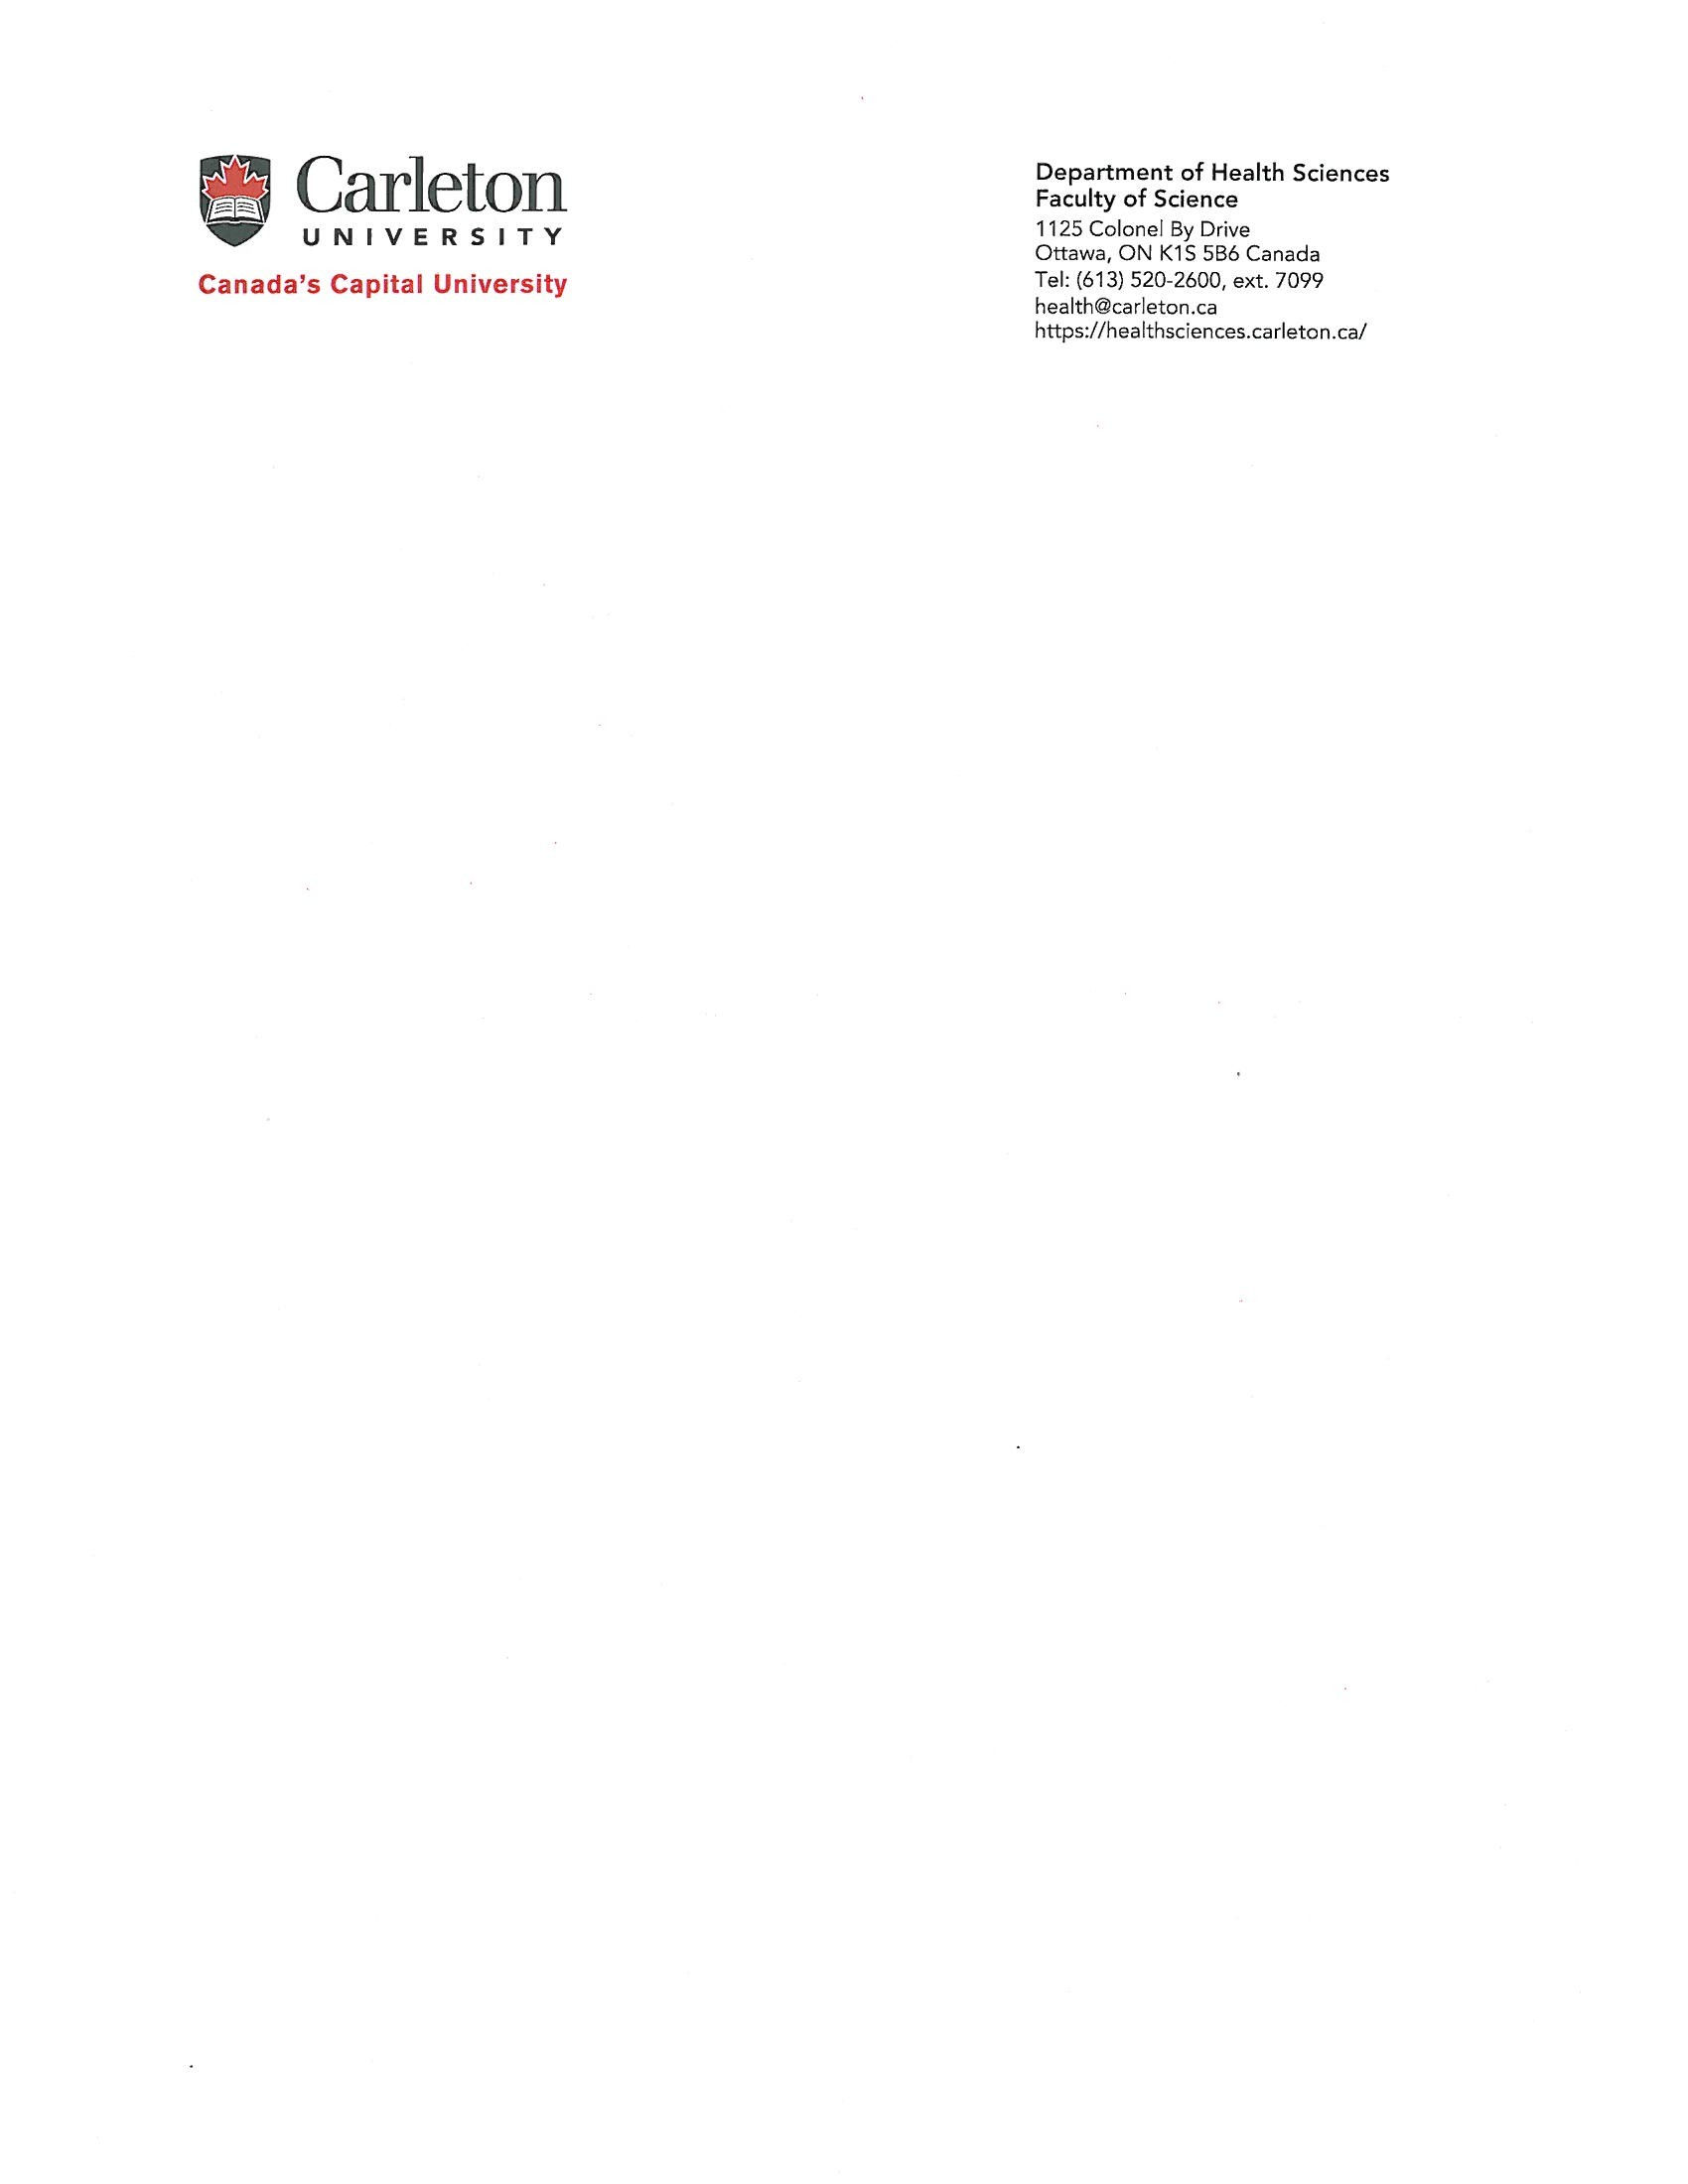 Carleton
UNIVERSITY
Canada's Capital University
Department of Health Sciences
Faculty of Science
1125 Colonel By Drive
Ottawa, ON K1S 5B6 Canada
Tel: (613) 520-2600, ext. 7099
health@carleton.ca
https://healthsciences.carleton.ca/